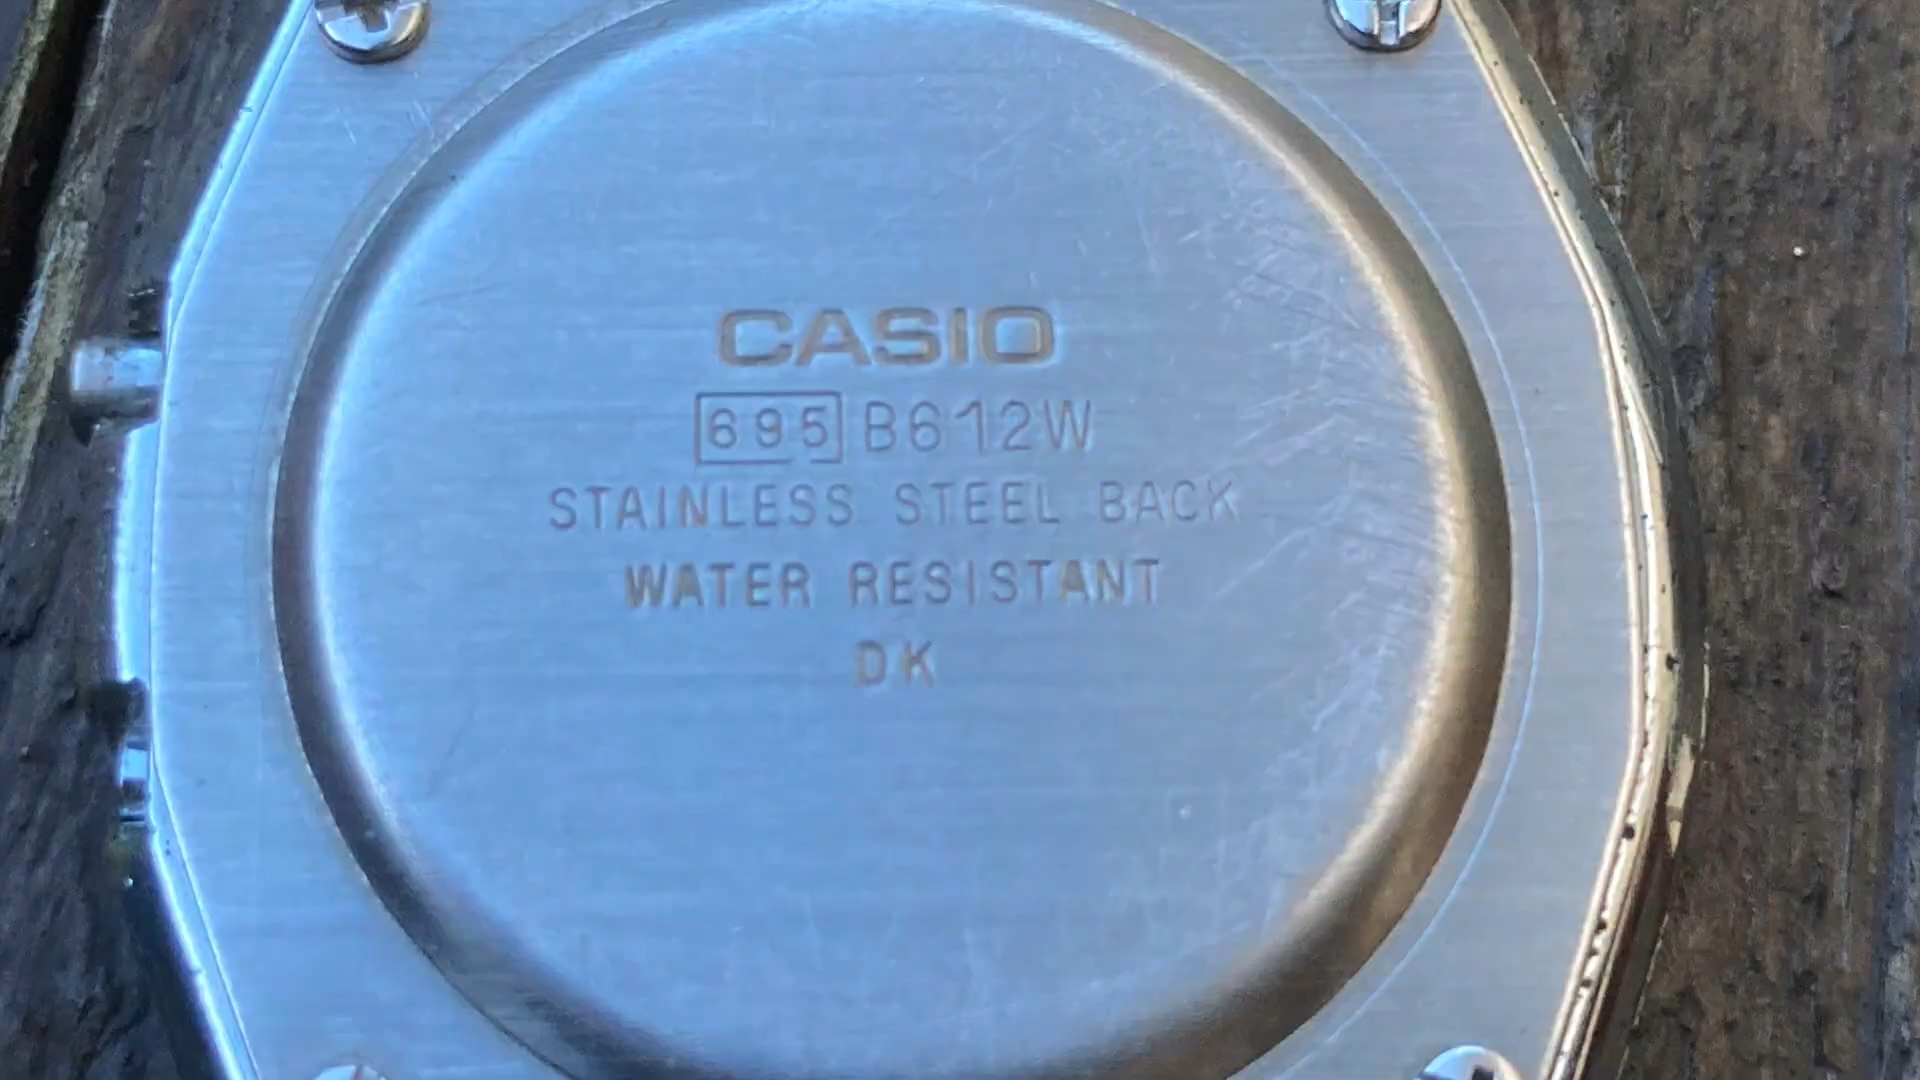 CASIO
695 B612W
STAINLESS STEEL BACK
WATER RESISTANT
DK